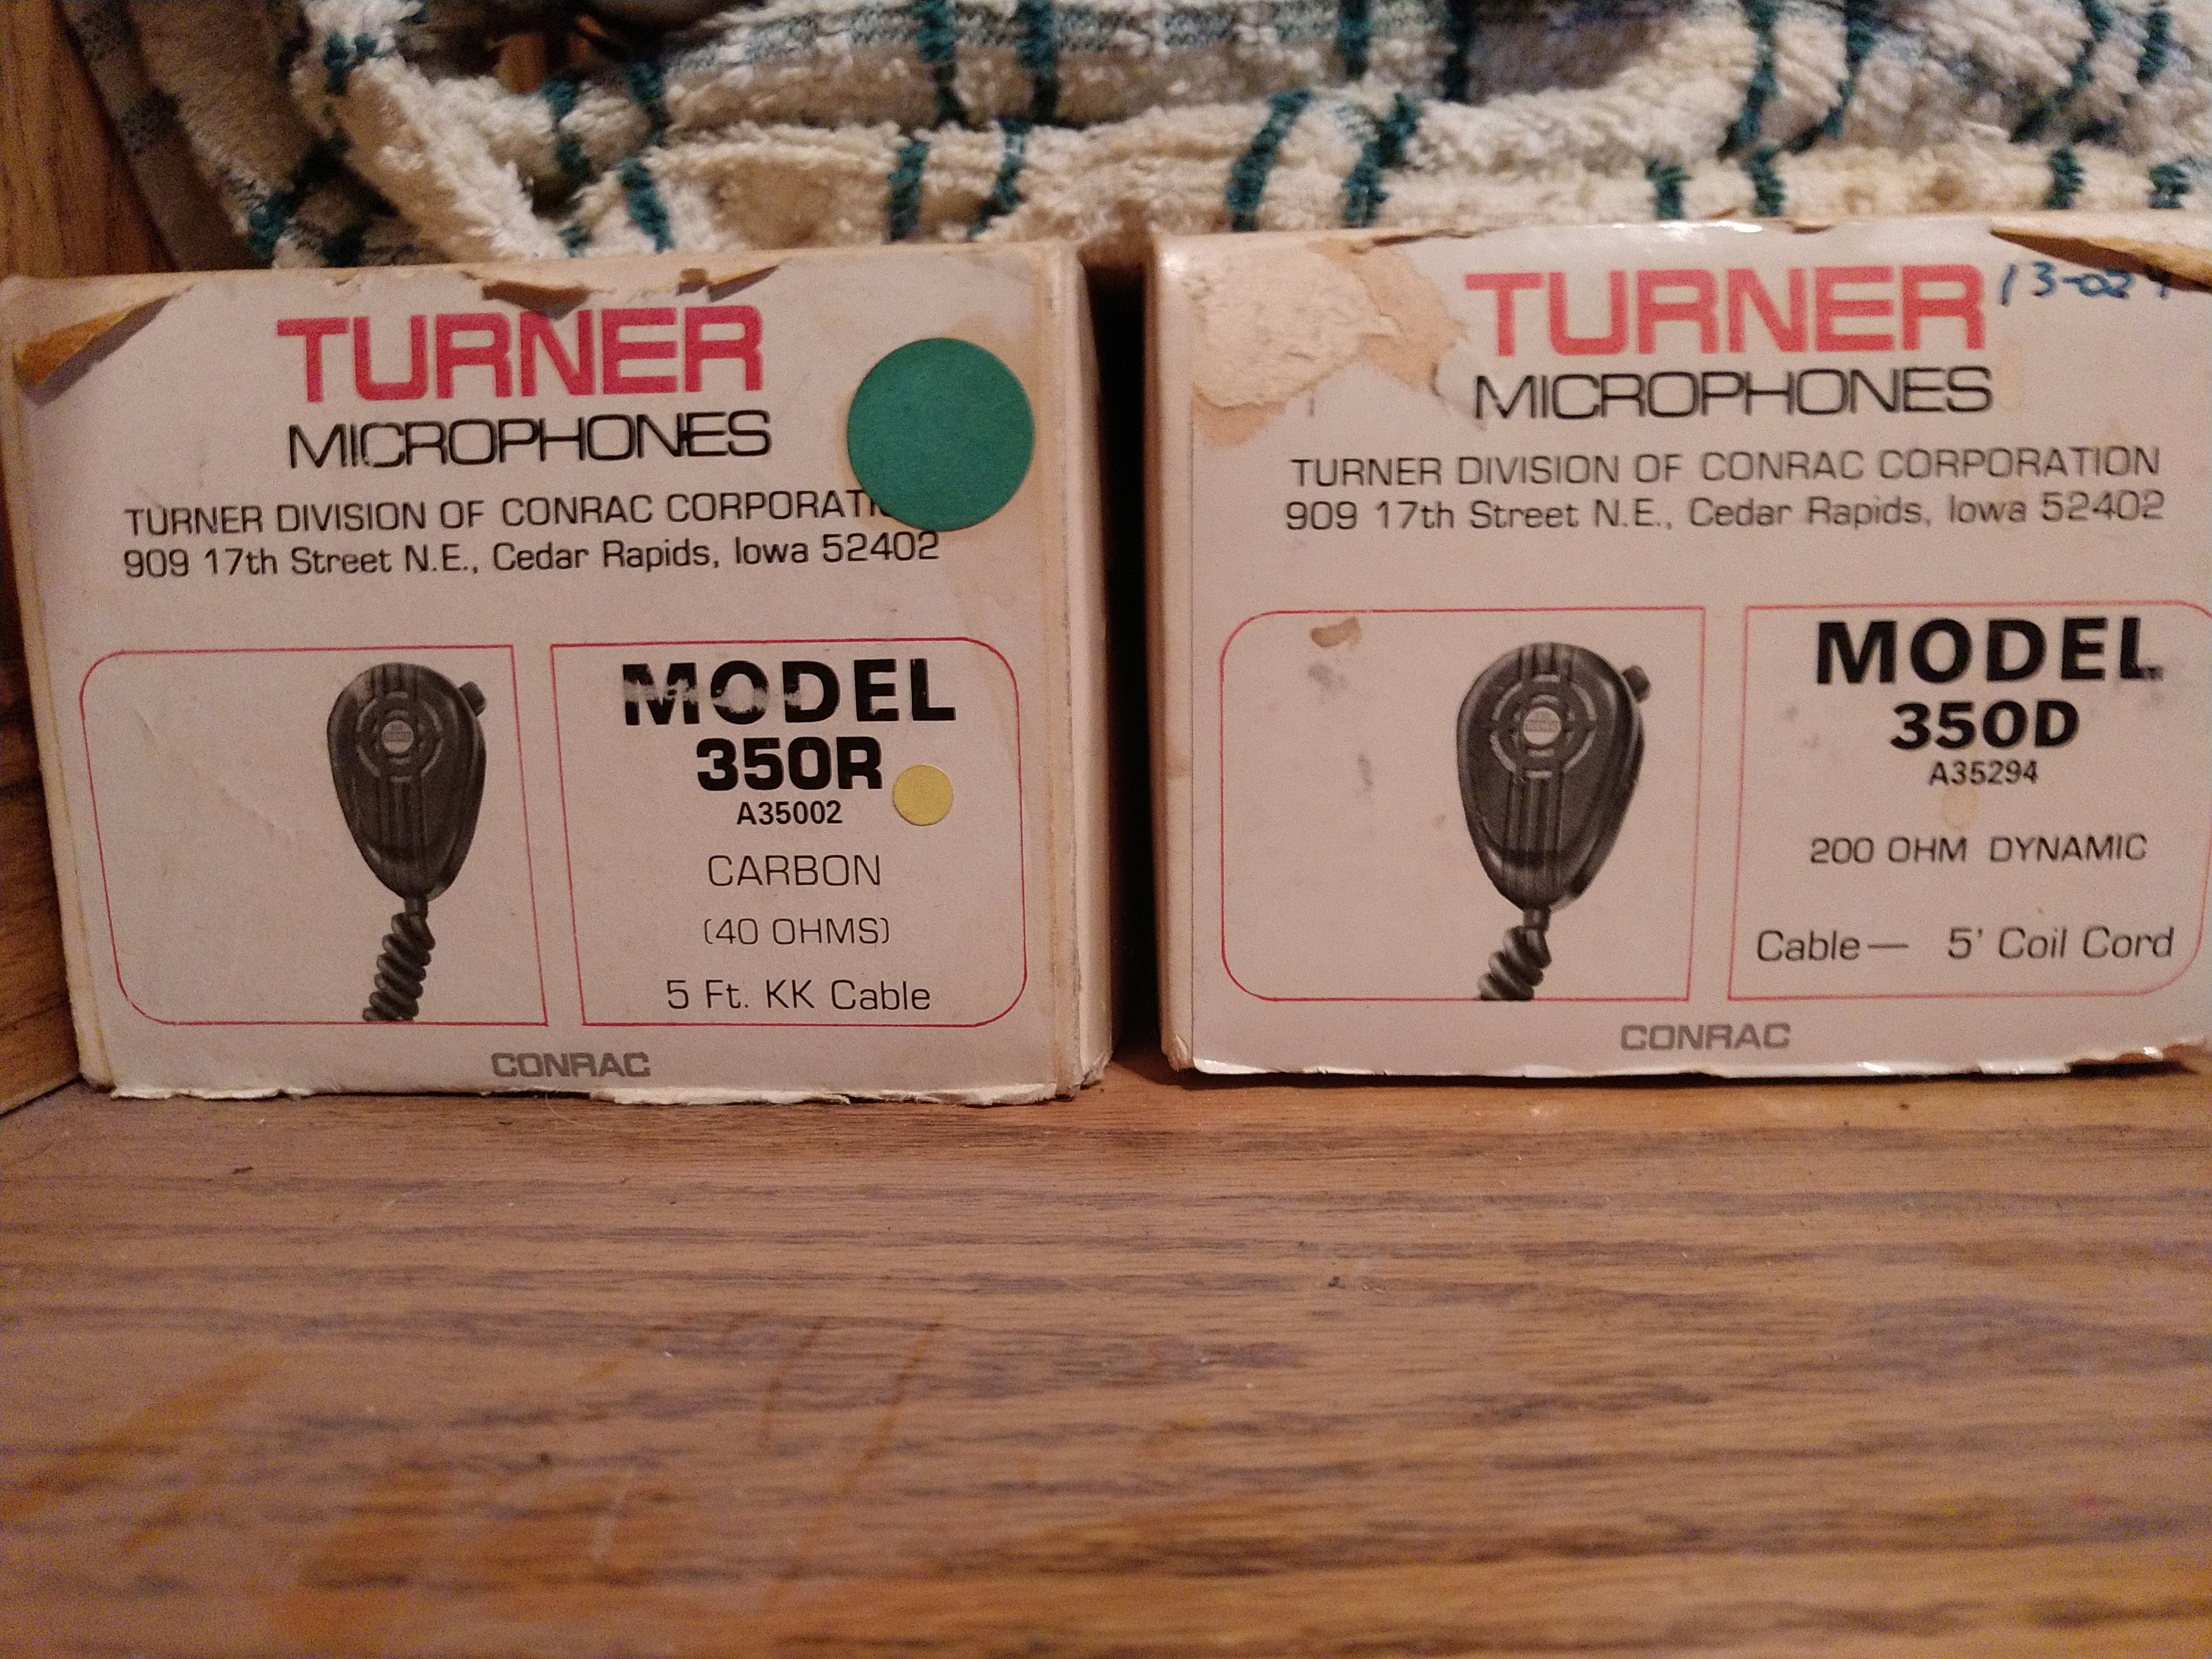 TURNER
MICROPHONES
TURNER DIVISION OF CONRAC
909 17th Street N.E., Cedar Rapids, Iowa 52402
MODEL
350R
A35002
CARBON
(40 OHMS)
5 Ft. KK Cable
CONRAC
TURNER
MICROPHONES
TURNER DIVISION OF CONRAC CORPORATION
909 17th Street N.E., Cedar Rapids, Iowa 52402
MODEL
350D
A35294
200 OHM DYNAMIC
Cable— 5' Coil Cord
CONRAC